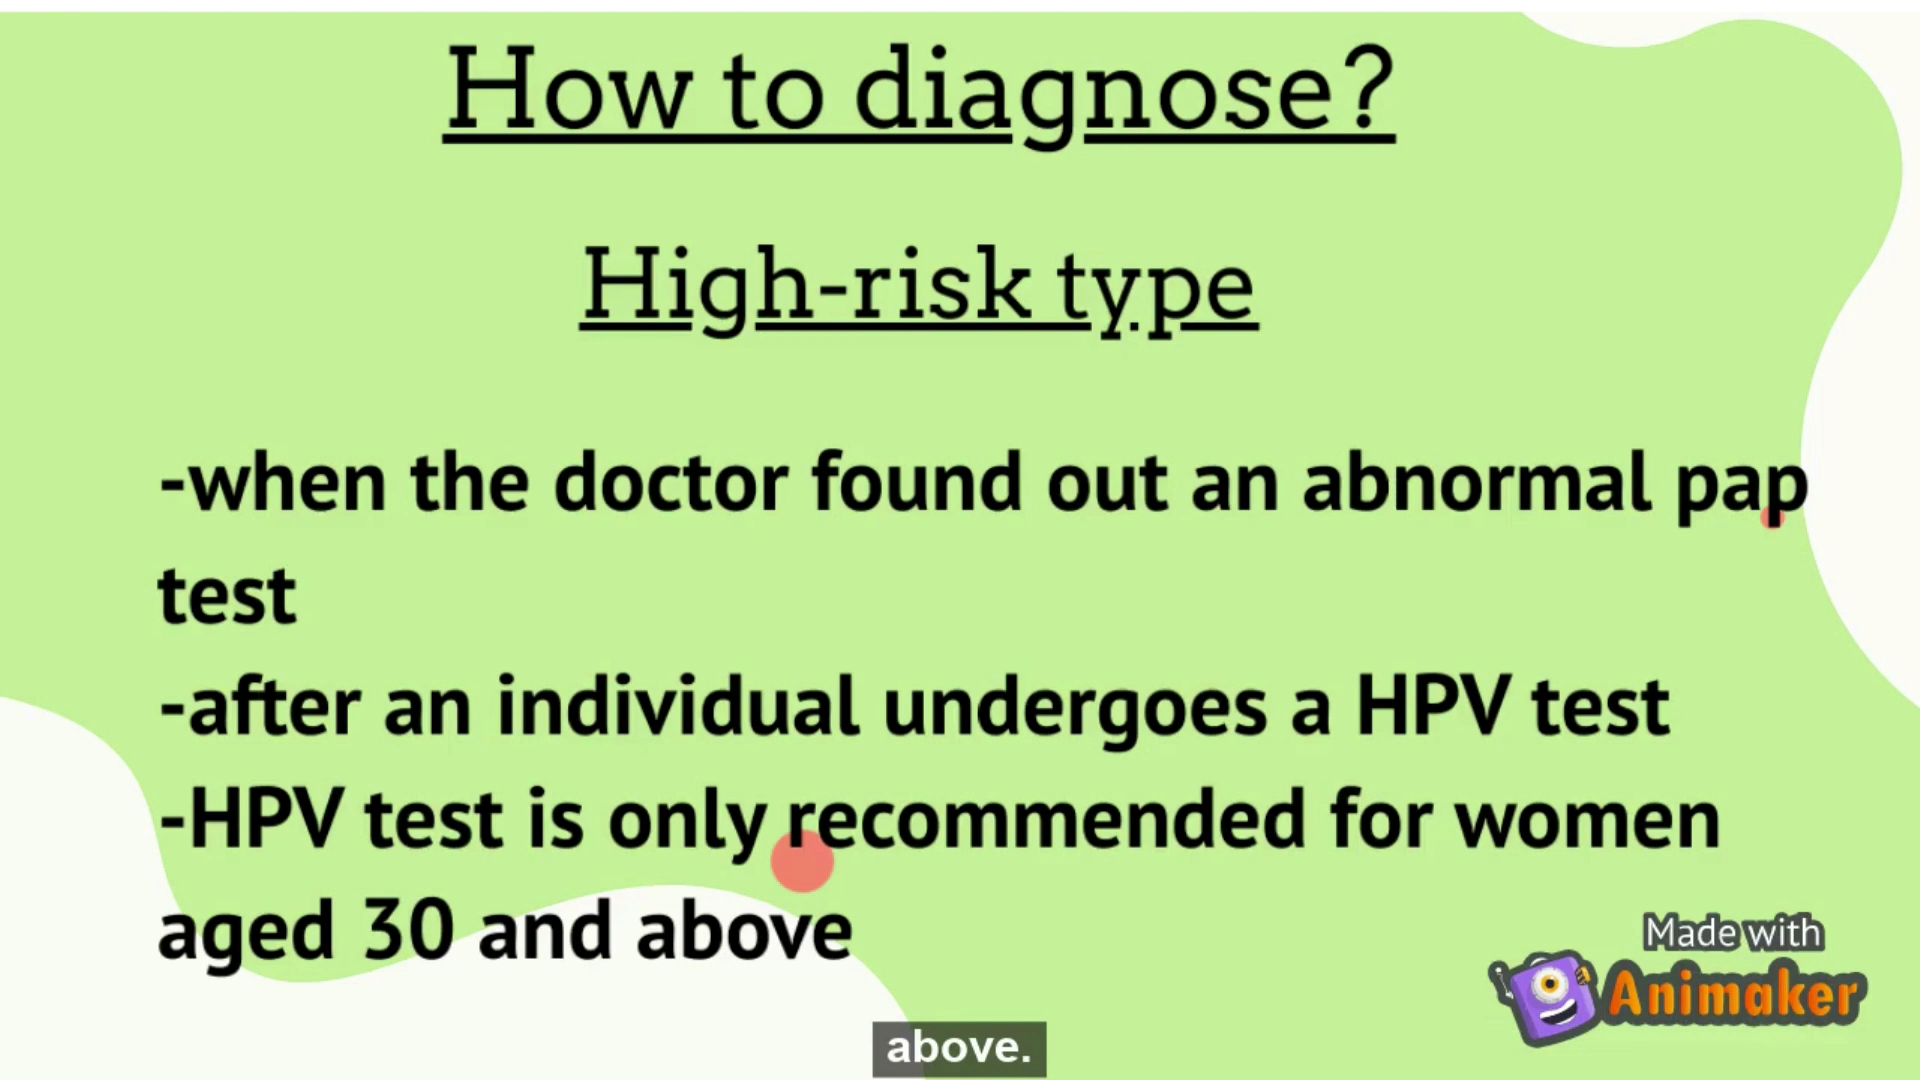 How to diagnose?
High-risk type
-when the doctor found out an abnormal pap
test
-after an individual undergoes a HPV test
-HPV test is only recommended for women
aged 30 and above
Made with
Animaker
above.